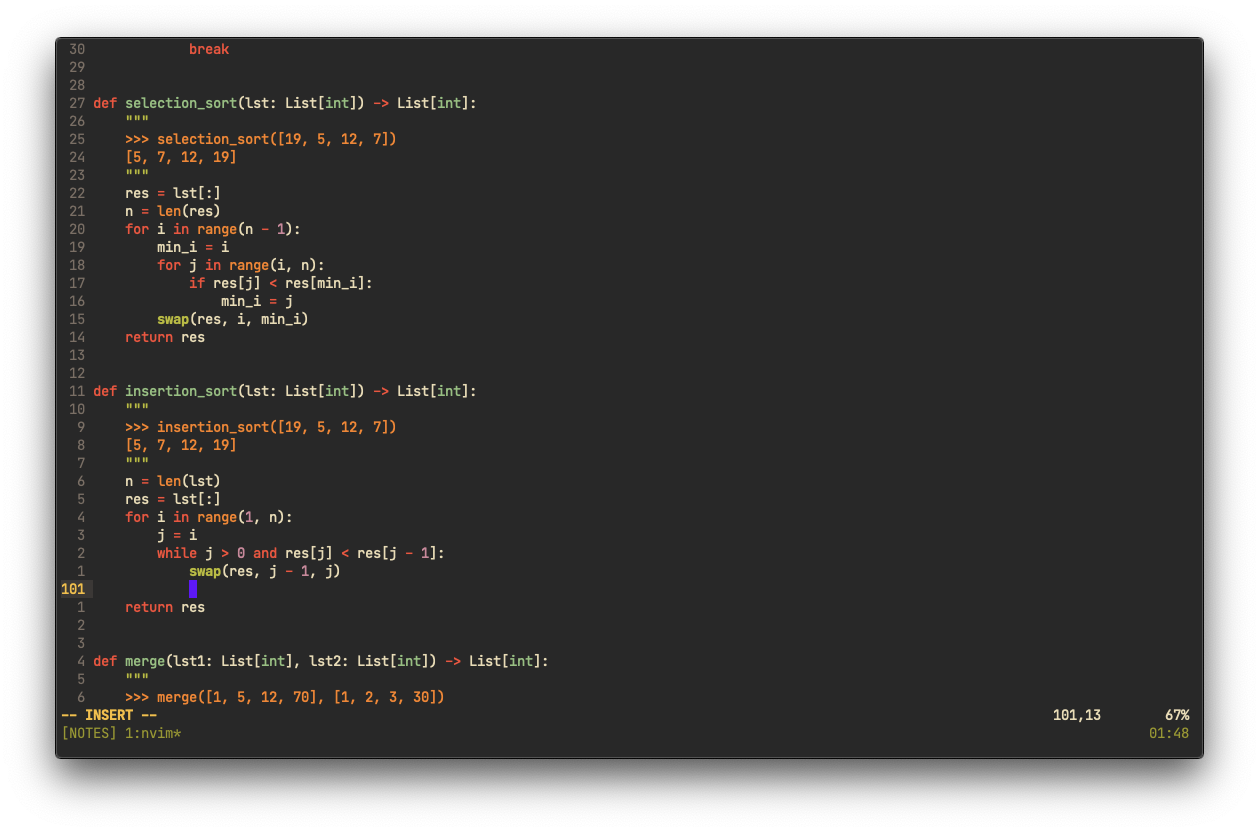 30             break
29
28
27 def selection_sort(lst: List[int]) -> List[int]:
26     """
25     >>> selection_sort([19, 5, 12, 7])
24     [5, 7, 12, 19]
23     """
22     res = lst[:]
21     n = len(res)
20     for i in range(n - 1):
19         min_i = i
18         for j in range(i, n):
17             if res[j] < res[min_i]:
16                 min_i = j
15         swap(res, i, min_i)
14     return res
13
12
11 def insertion_sort(lst: List[int]) -> List[int]:
10     """
9     >>> insertion_sort([19, 5, 12, 7])
8     [5, 7, 12, 19]
7     """
6     n = len(lst)
5     res = lst[:]
4     for i in range(1, n):
3         j = i
2         while j > 0 and res[j] < res[j - 1]:
1             swap(res, j - 1, j)
101
1     return res
2
3
4 def merge(lst1: List[int], lst2: List[int]) -> List[int]:
5     """
6     >>> merge([1, 5, 12, 70], [1, 2, 3, 30])
-- INSERT -- 101,13 67%
[NOTES] 1:nvim* 01:48